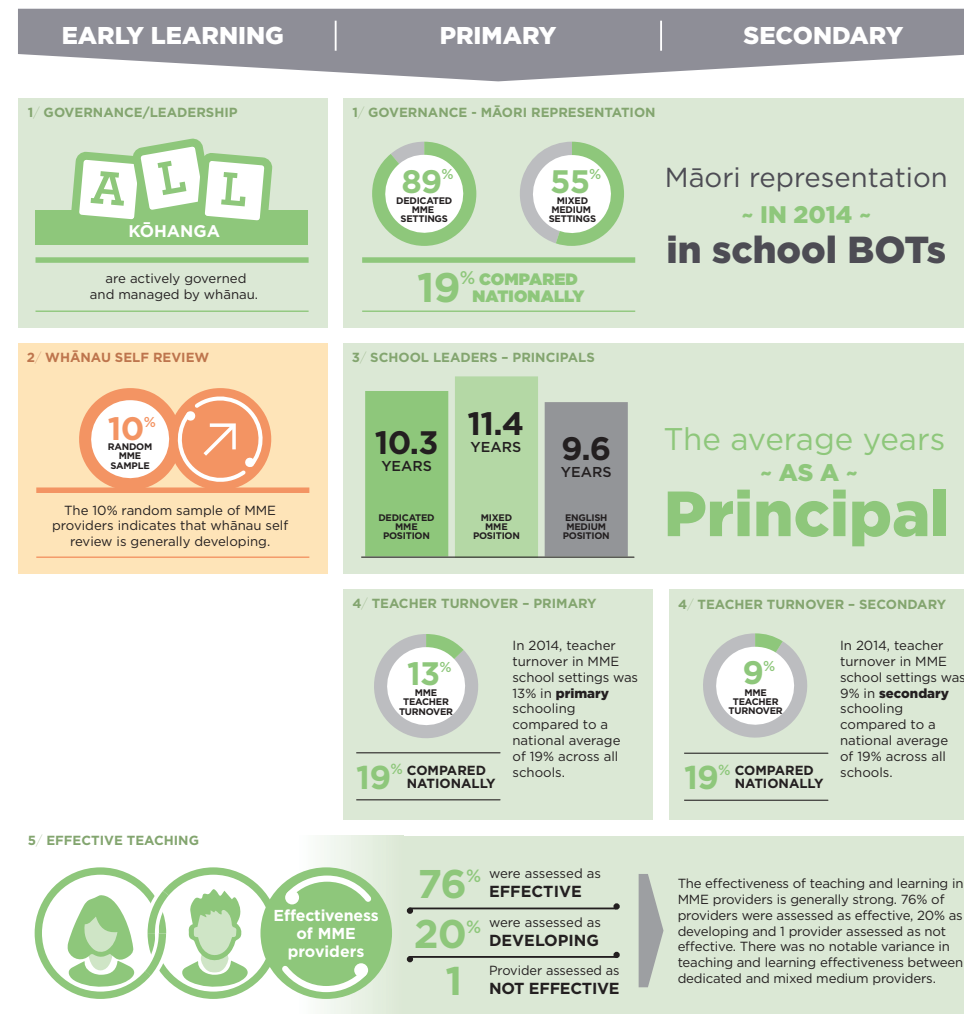 EARLY LEARNING
PRIMARY
SECONDARY
1/ GOVERNANCE/LEADERSHIP
ALL
KŌHANGA
are actively governed
and managed by whānau.
1/ GOVERNANCE - MĀORI REPRESENTATION
89%
DEDICATED
MME
SETTINGS
55%
MIXED
MEDIUM
SETTINGS
19% COMPARED
NATIONALLY
Māori representation
~ IN 2014 ~
in school BOTs
2/ WHĀNAU SELF REVIEW
10%
RANDOM
MME
SAMPLE
The 10% random sample of MME
providers indicates that whānau self
review is generally developing.
3/ SCHOOL LEADERS – PRINCIPALS
10.3
YEARS
DEDICATED
MME
POSITION
11.4
YEARS
MIXED
MME
POSITION
9.6
YEARS
ENGLISH
MEDIUM
POSITION
The average years
~ AS A ~
Principal
4/ TEACHER TURNOVER – PRIMARY
13%
MME
TEACHER
TURNOVER
19% COMPARED
NATIONALLY
In 2014, teacher
turnover in MME
school settings was
13% in primary
schooling
compared to a
national average
of 19% across all
schools.
4/ TEACHER TURNOVER – SECONDARY
9%
MME
TEACHER
TURNOVER
19% COMPARED
NATIONALLY
In 2014, teacher
turnover in MME
school settings was
9% in secondary
schooling
compared to a
national average
of 19% across all
schools.
5/ EFFECTIVE TEACHING
Effectiveness
of MME
providers
76% were assessed as
EFFECTIVE
20% were assessed as
DEVELOPING
1 Provider assessed as
NOT EFFECTIVE
The effectiveness of teaching and learning in
MME providers is generally strong. 76% of
providers were assessed as effective, 20% as
developing and 1 provider assessed as not
effective. There was no notable variance in
teaching and learning effectiveness between
dedicated and mixed medium providers.